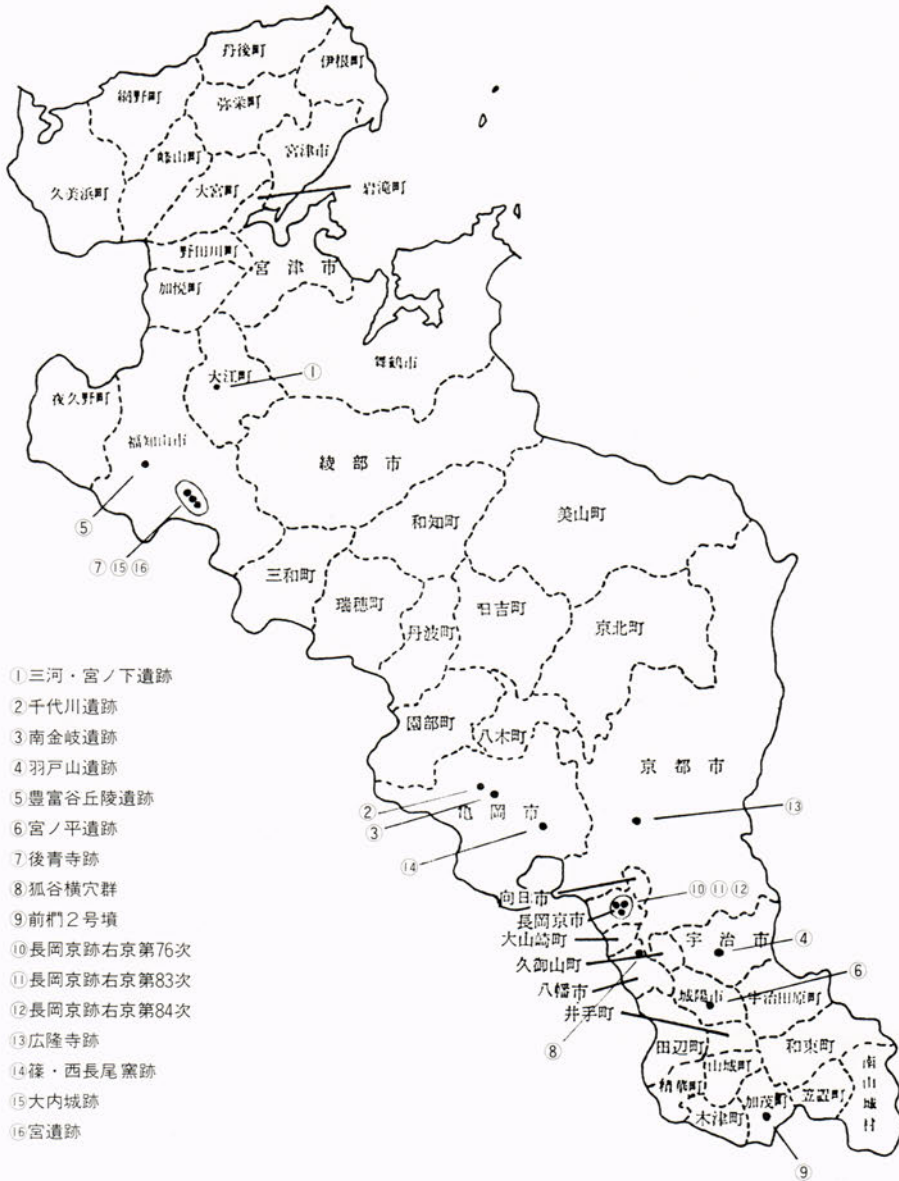 丹後町
伊根町
網野町
弥栄町
宮津市
峰山町
久美浜町
大宮町
岩滝町
野田川町
宮津市
加悦町
舞鶴市
大江町
①
夜久野町
福知山市
綾部市
⑤
和知町
美山町
⑦⑮⑯
三和町
瑞穂町
日吉町
京北町
丹波町
園部町
八木町
京都市
②
③
亀岡市
⑬
⑭
向日市
⑩⑪⑫
長岡京市
大山崎町
宇治市
④
久御山町
⑥
八幡市
城陽市
宇治田原町
井手町
⑧
田辺町
和束町
山城町
南山城村
精華町
加茂町
笠置町
木津町
⑨
①三河・宮ノ下遺跡
②千代川遺跡
③南金岐遺跡
④羽戸山遺跡
⑤豊富谷丘陵遺跡
⑥宮ノ平遺跡
⑦後青寺跡
⑧狐谷横穴群
⑨前椚2号墳
⑩長岡京跡右京第76次
⑪長岡京跡右京第83次
⑫長岡京跡右京第84次
⑬広隆寺跡
⑭篠・西長尾窯跡
⑮大内城跡
⑯宮遺跡